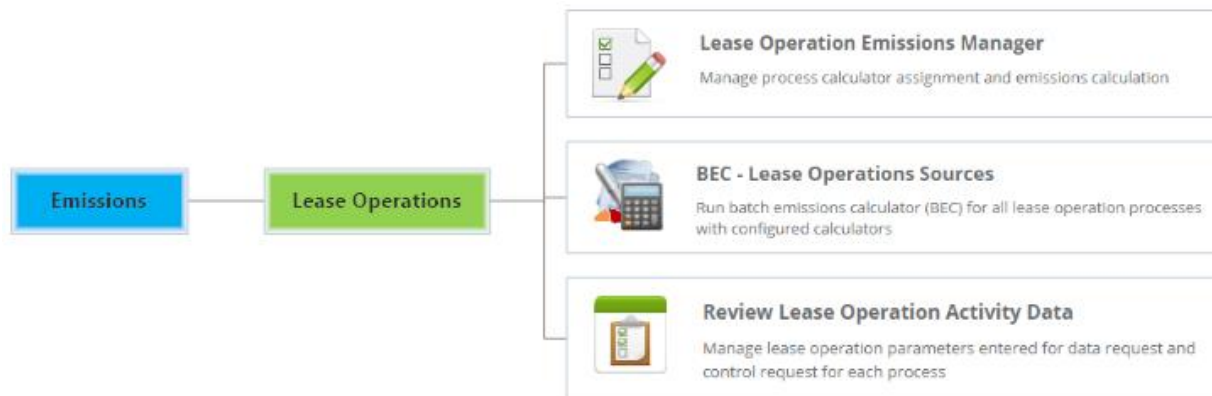 Emissions
Lease Operations
Lease Operation Emissions Manager
Manage process calculator assignment and emissions calculation
BEC - Lease Operations Sources
Run batch emissions calculator (BEC) for all lease operation processes
with configured calculators
Review Lease Operation Activity Data
Manage lease operation parameters entered for data request and
control request for each process